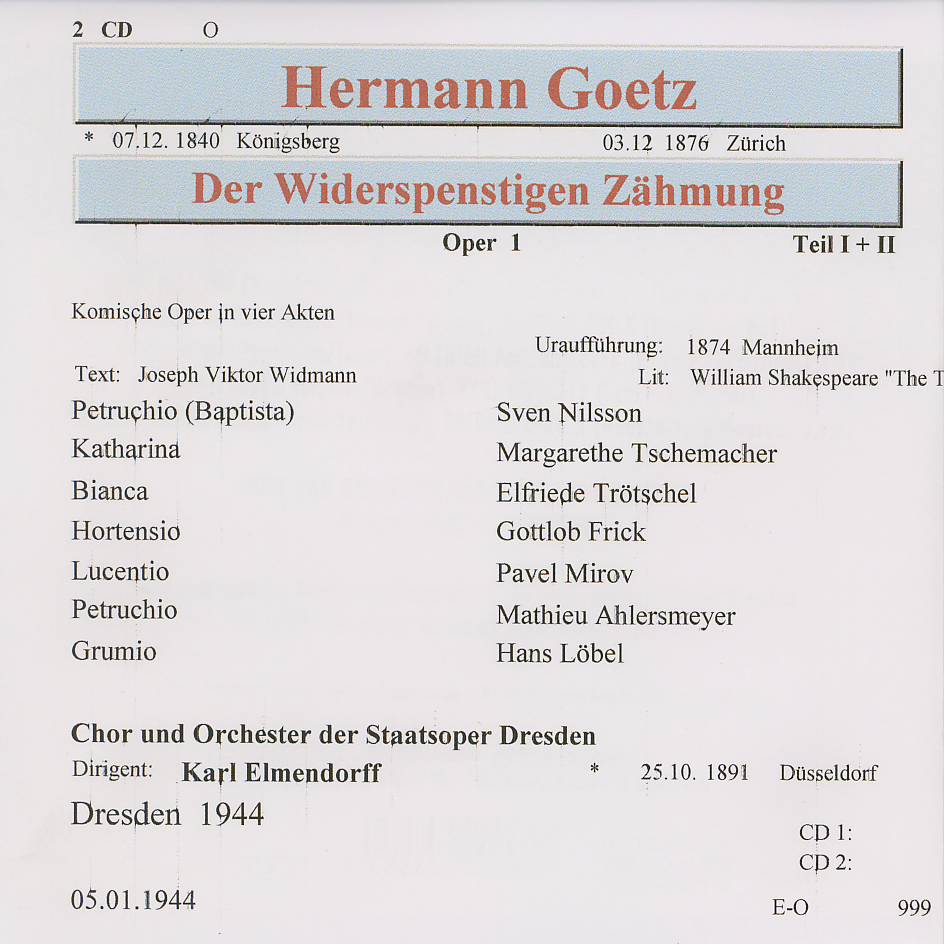 2 CD O
Hermann Goetz
* 07.12. 1840 Königsberg 03.12 1876 Zürich
Der Widerspenstigen Zähmung
Oper 1 Teil I + II
Komische Oper in vier Akten
Uraufführung: 1874 Mannheim
Text: Joseph Viktor Widmann
Lit: William Shakespeare "The T
Petruchio (Baptista) Sven Nilsson
Katharina Margarethe Tschemacher
Bianca Elfriede Trötschel
Hortensio Gottlob Frick
Lucentio Pavel Mirov
Petruchio Mathieu Ahlersmeyer
Grumio Hans Löbel
Chor und Orchester der Staatsoper Dresden
Dirigent: Karl Elmendorff * 25.10. 1891 Düsseldorf
Dresden 1944
CD 1:
CD 2:
05.01.1944
E-O 999